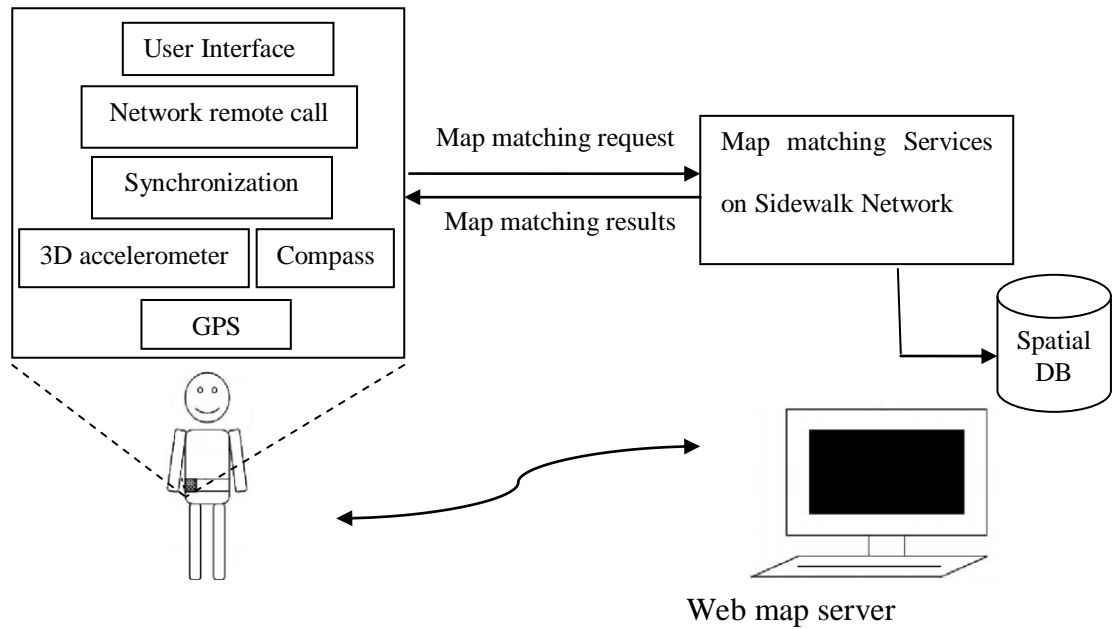 User Interface
Network remote call
Synchronization
3D accelerometer
Compass
GPS
Map matching request
Map matching results
Map matching Services
on Sidewalk Network
Spatial
DB
Web map server